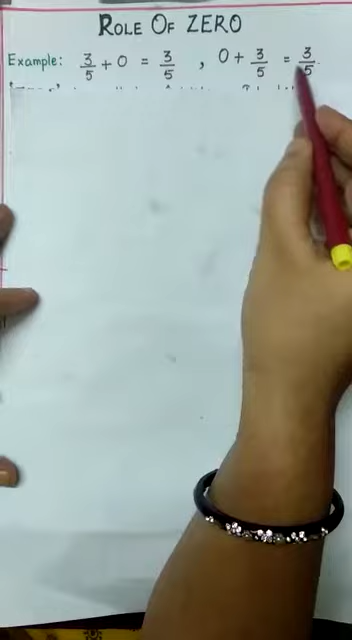 ROLE OF ZERO
Example: 3/5 + 0 = 3/5 , 0 + 3/5 = 3/5